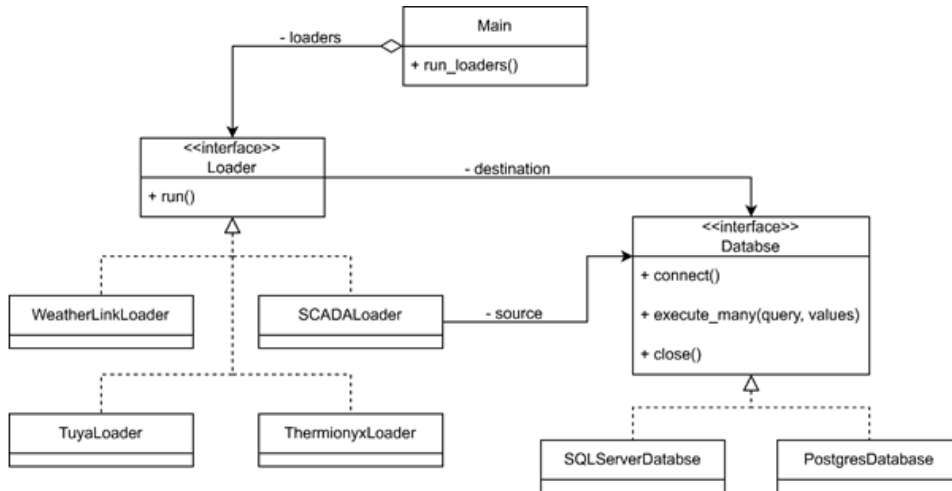 Main
- loaders
+ run_loaders()
<<interface>>
Loader
+ run()
- destination
<<interface>>
Databse
+ connect()
+ execute_many(query, values)
+ close()
WeatherLinkLoader
SCADALoader
- source
TuyaLoader
ThermionyxLoader
SQLServerDatabse
PostgresDatabase